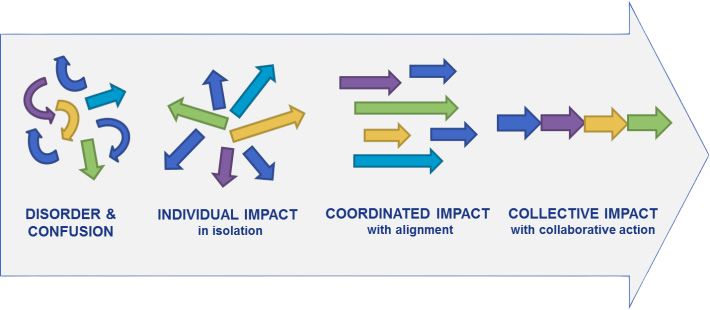 DISORDER &
CONFUSION
INDIVIDUAL IMPACT
in isolation
COORDINATED IMPACT
with alignment
COLLECTIVE IMPACT
with collaborative action